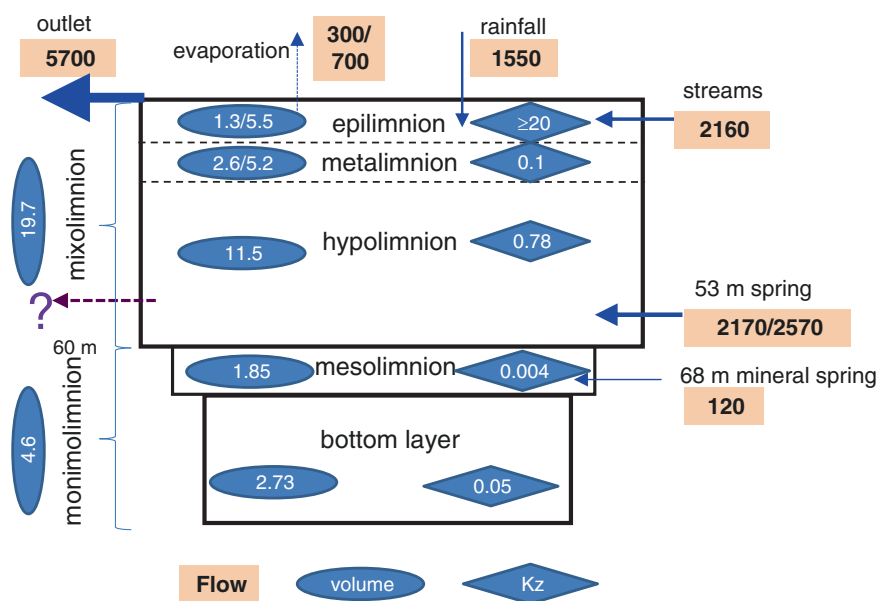 outlet
5700
evaporation
300/
700
rainfall
1550
streams
2160
1.3/5.5
epilimnion
≥20
2.6/5.2
metalimnion
0.1
19.7
mixolimnion
11.5
hypolimnion
0.78
?
53 m spring
2170/2570
60 m
1.85
mesolimnion
0.004
68 m mineral spring
120
4.6
monimolimnion
bottom layer
2.73
0.05
Flow
volume
Kz